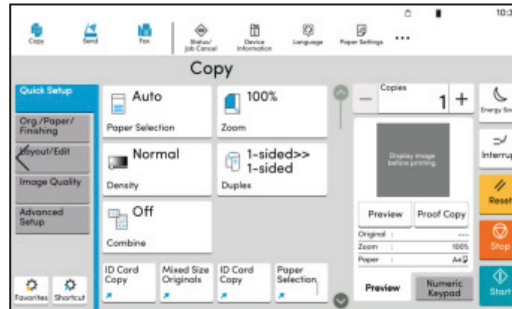 10:3
Copy
Send
Fax
Status/
Job Cancel
Device
Information
Language
Paper Settings
...
Copy
Quick Setup
Org./Paper/
Finishing
Layout/Edit
Image Quality
Advanced
Setup
Favorites
Shortcut
Auto
Paper Selection
100%
Zoom
Normal
Density
1-sided>>
1-sided
Duplex
Off
Combine
ID Card
Copy
Mixed Size
Originals
ID Card
Copy
Paper
Selection
Copies
— 1 +
Display image
before printing.
Preview
Proof Copy
Original : ---
Zoom : 100%
Paper : A4
Preview
Numeric
Keypad
Energy Sa
Interrup
Reset
Stop
Start